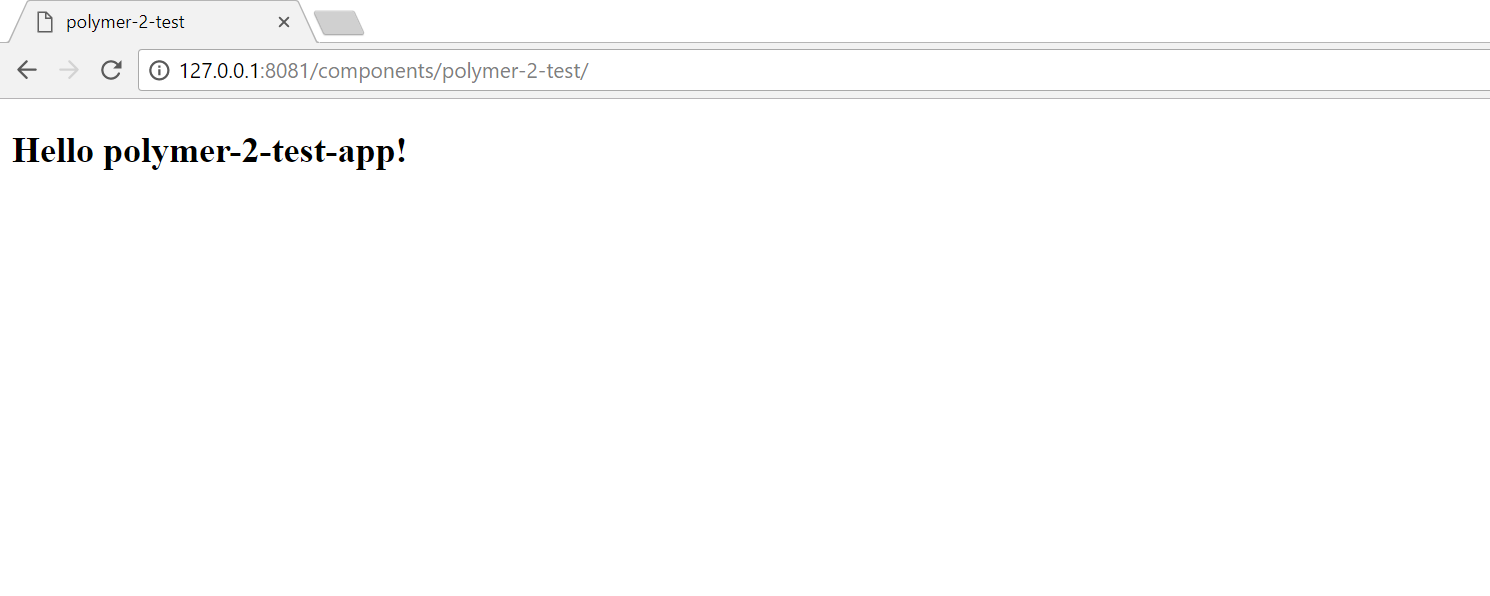 polymer-2-test
127.0.0.1:8081/components/polymer-2-test/
Hello polymer-2-test-app!